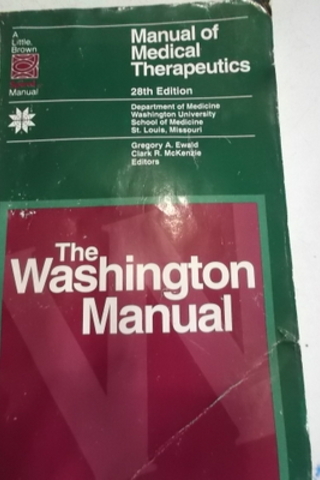 A
Little,
Brown
Manual
Manual of
Medical
Therapeutics
28th Edition
Department of Medicine
Washington University
School of Medicine
St. Louis, Missouri
Gregory A. Ewald
Clark R. McKenzie
Editors
The
Washington
Manual